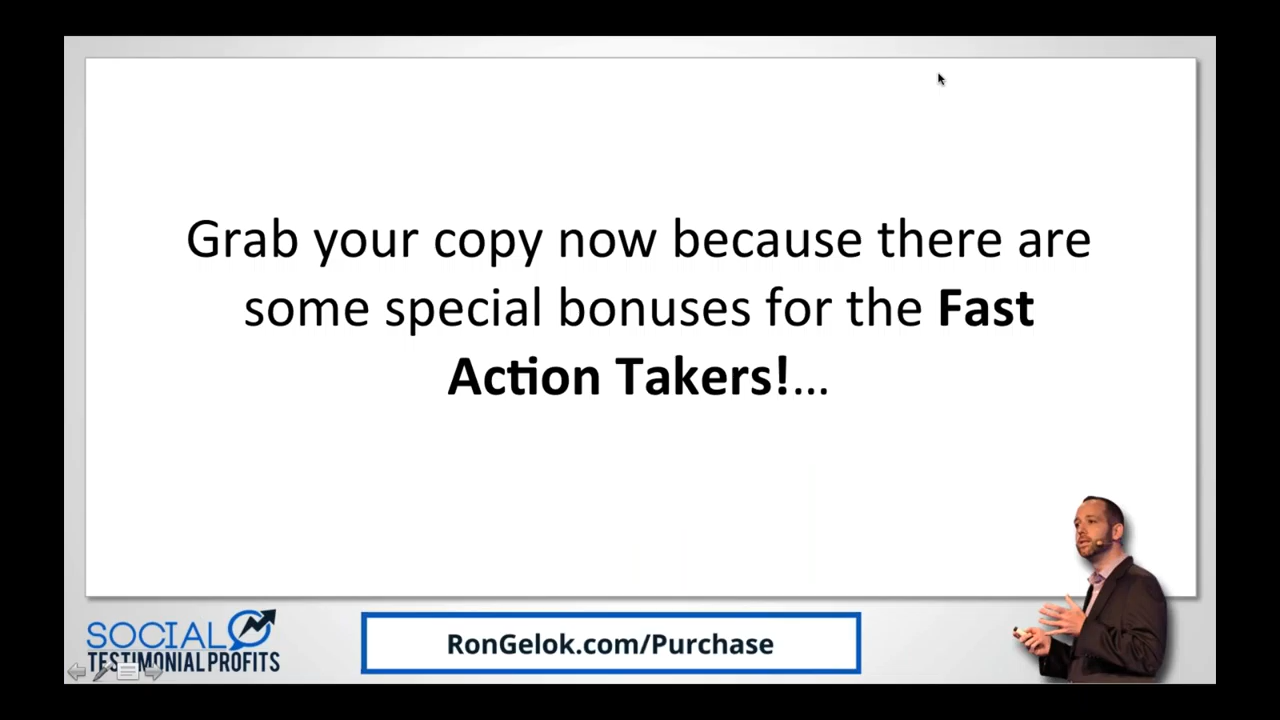 Grab your copy now because there are
some special bonuses for the Fast
Action Takers!...
SOCIAL
TESTIMONIAL PROFITS
RonGelok.com/Purchase